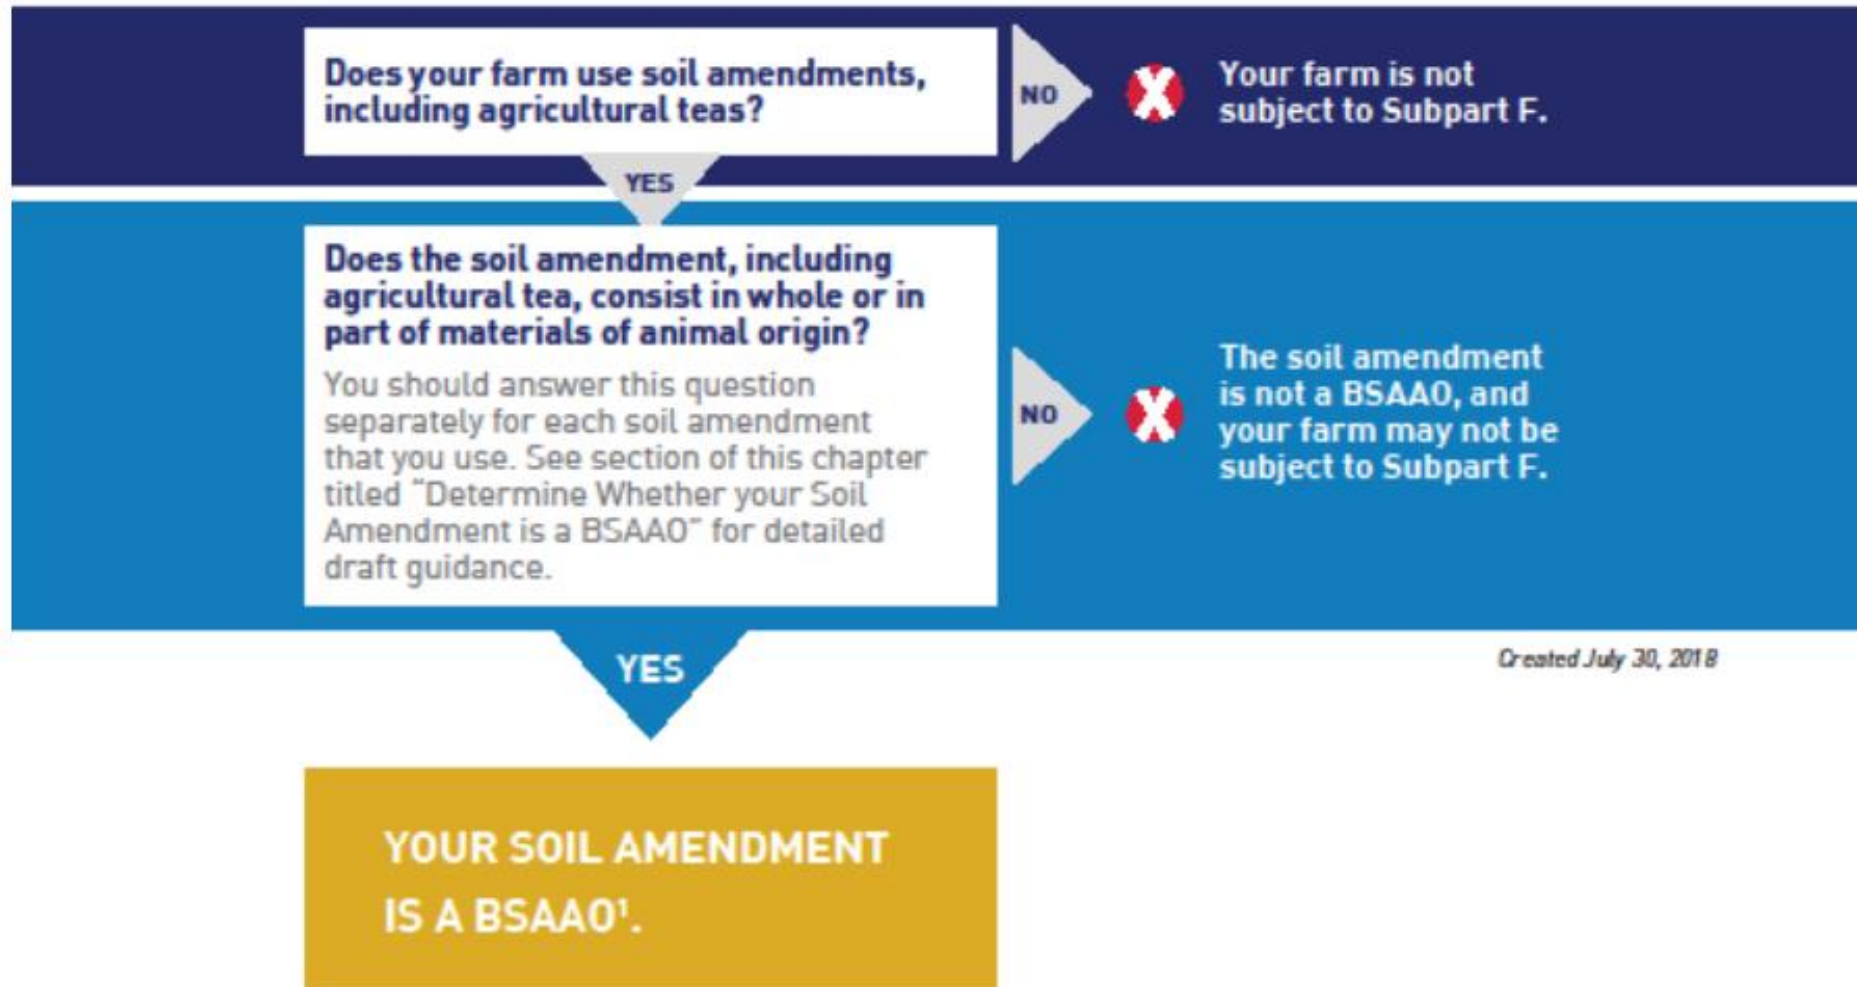 Does your farm use soil amendments,
including agricultural teas?
NO
Your farm is not
subject to Subpart F.
YES
Does the soil amendment, including
agricultural tea, consist in whole or in
part of materials of animal origin?
You should answer this question
separately for each soil amendment
that you use. See section of this chapter
titled “Determine Whether your Soil
Amendment is a BSAAO” for detailed
draft guidance.
NO
The soil amendment
is not a BSAAO, and
your farm may not be
subject to Subpart F.
YES
Created July 30, 2018
YOUR SOIL AMENDMENT
IS A BSAAO¹.